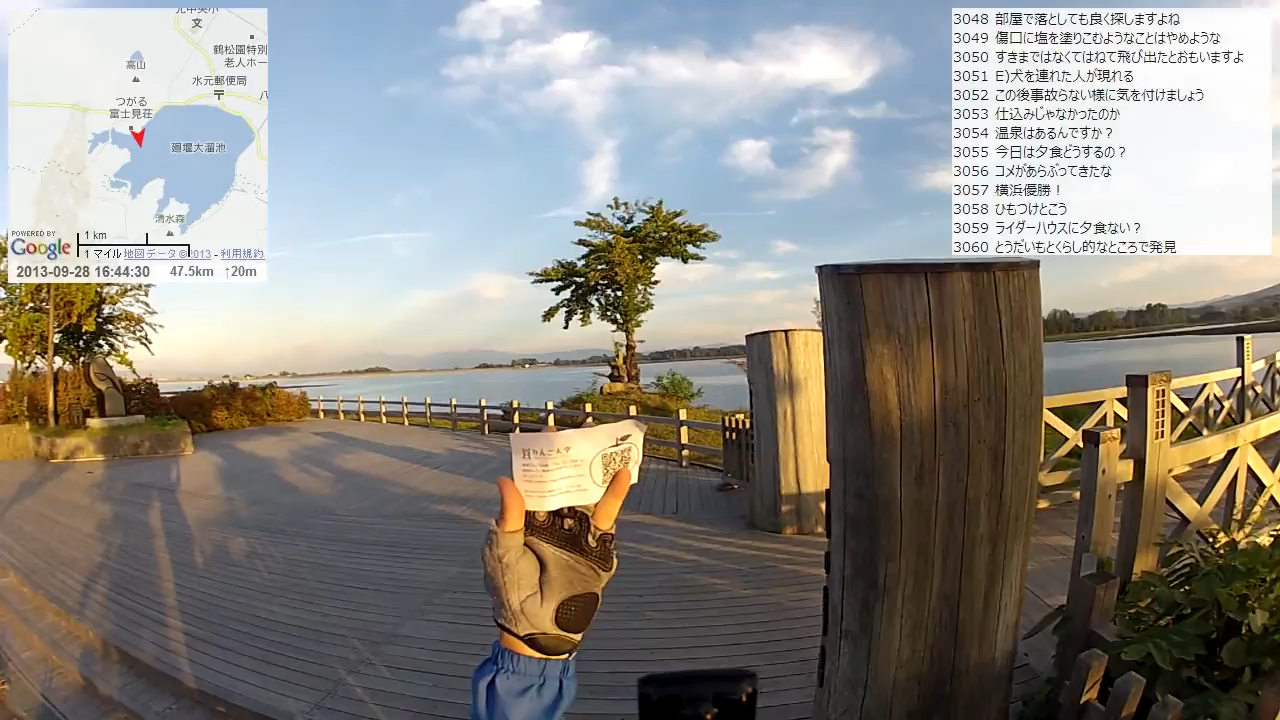 元中央小
文
鶴松園特別
老人ホー
高山
水元郵便局
つがる
富士見荘
八
廻堰大溜池
清水森
POWERED BY
Google
1 km
1 マイル
地図データ ©2013 - 利用規約
2013-09-28 16:44:30 47.5km ↑20m
3048 部屋で落としても良く探しますよね
3049 傷口に塩を塗りこむようなことはやめような
3050 すきまではなくてはねて飛び出たとおもいますよ
3051 E)犬を連れた人が現れる
3052 この後事故らない様に気を付けましょう
3053 仕込みじゃなかったのか
3054 温泉はあるんですか？
3055 今日は夕食どうするの？
3056 コメがあらぶってきたな
3057 横浜優勝！
3058 ひもつけとこう
3059 ライダーハウスに夕食ない？
3060 とうだいもとくらし的なところで発見
りんご大学